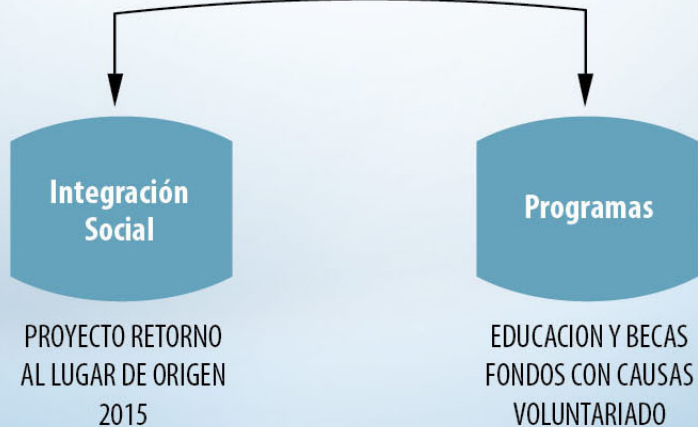 Integración
Social
Programas
PROYECTO RETORNO
AL LUGAR DE ORIGEN
2015
EDUCACION Y BECAS
FONDOS CON CAUSAS
VOLUNTARIADO